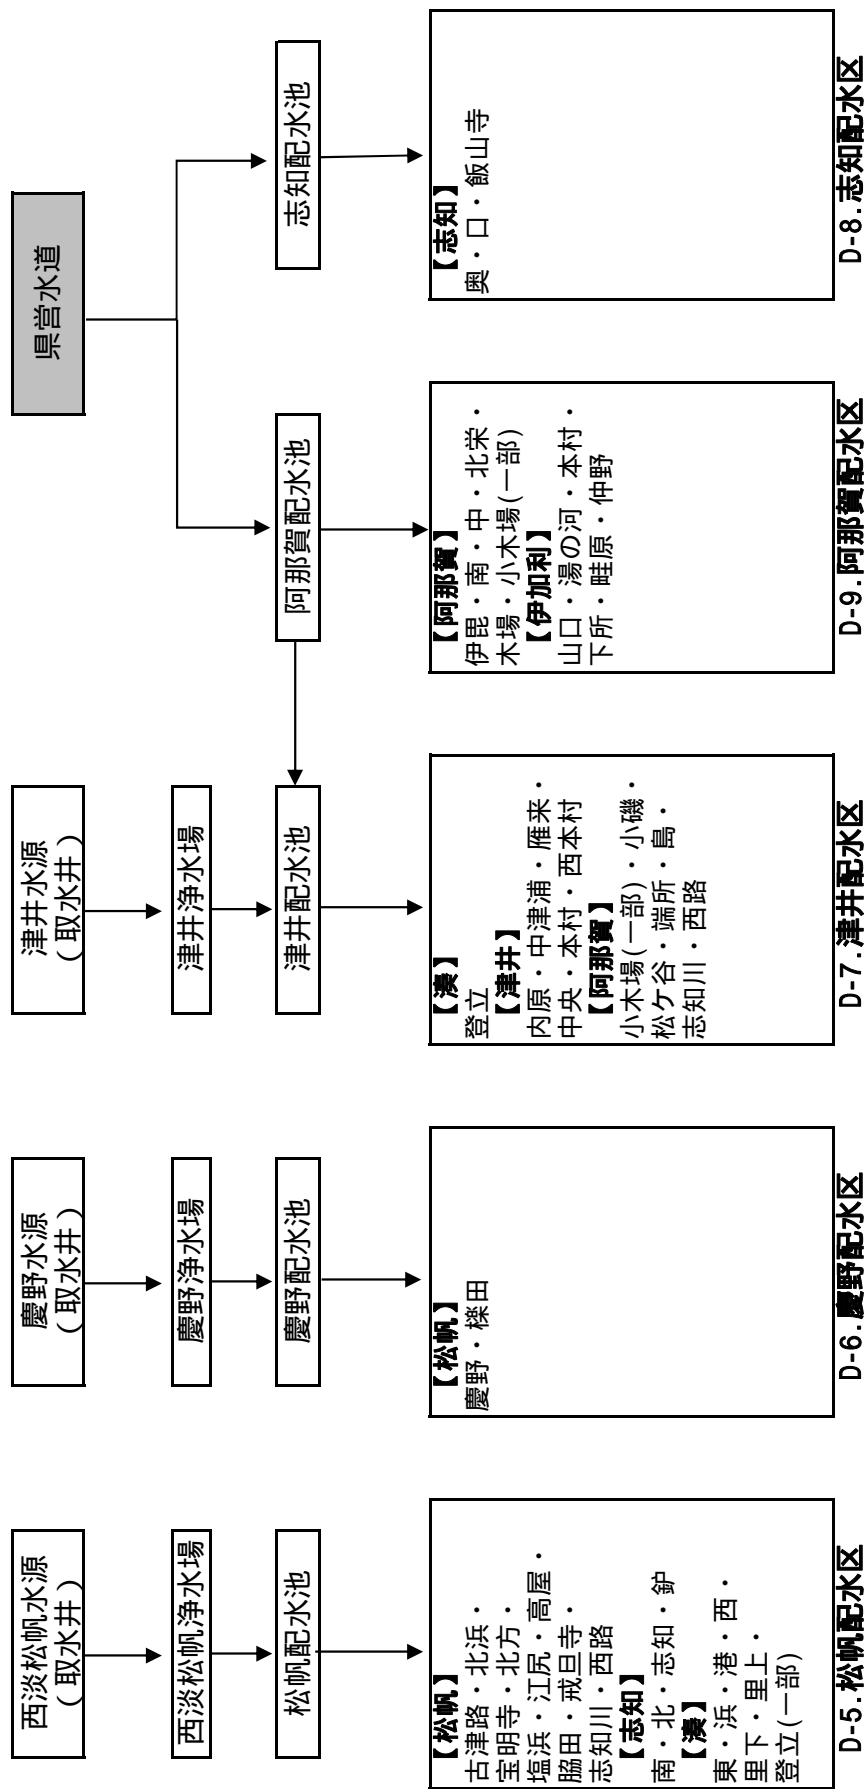 西淡松帆水源
(取水井)
西淡松帆浄水場
松帆配水池
【松帆】
古津路・北浜・
宝明寺・北方・
塩浜・江尻・高屋・
脇田・戒旦寺・
志知川・西路
【志知】
南・北・志知・鈩
【湊】
東・浜・港・西・
里下・里上・
登立(一部)
D-5.松帆配水区
慶野水源
(取水井)
慶野浄水場
慶野配水池
【松帆】
慶野・櫟田
D-6.慶野配水区
津井水源
(取水井)
津井浄水場
津井配水池
【湊】
登立
【津井】
内原・中津浦・雁来・
中央・本村・西本村
【阿那賀】
小木場(一部)・小磯・
松ケ谷・端所・島・
志知川・西路
D-7.津井配水区
県営水道
阿那賀配水池
【阿那賀】
伊毘・南・中・北栄・
木場・小木場(一部)
【伊加利】
山口・湯の河・本村・
下所・畦原・仲野
D-9.阿那賀配水区
志知配水池
【志知】
奥・口・飯山寺
D-8.志知配水区